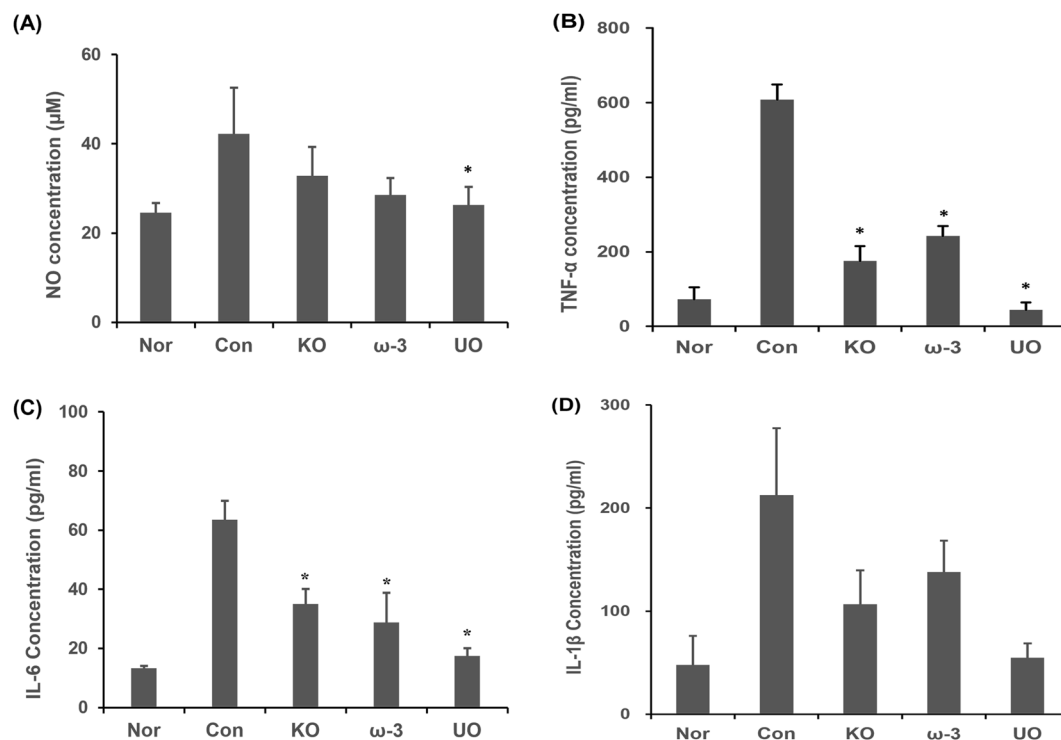 (A)
NO concentration (μM)
60
40
20
0
*
Nor Con KO ω-3 UO
(B)
TNF-α concentration (pg/ml)
800
600
400
200
0
* * *
Nor Con KO ω-3 UO
(C)
IL-6 Concentration (pg/ml)
100
80
60
40
20
0
* * *
Nor Con KO ω-3 UO
(D)
IL-1β Concentration (pg/ml)
300
200
100
0
Nor Con KO ω-3 UO